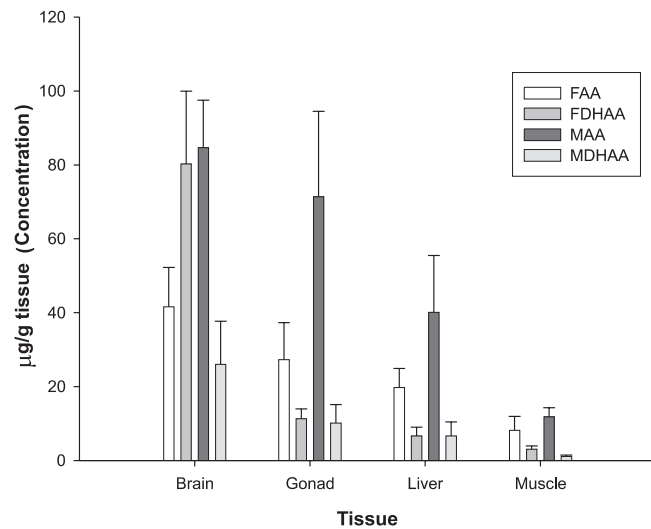 120
100
80
60
40
20
0
µg/g tissue (Concentration)
FAA
FDHAA
MAA
MDHAA
Brain Gonad Liver Muscle
Tissue